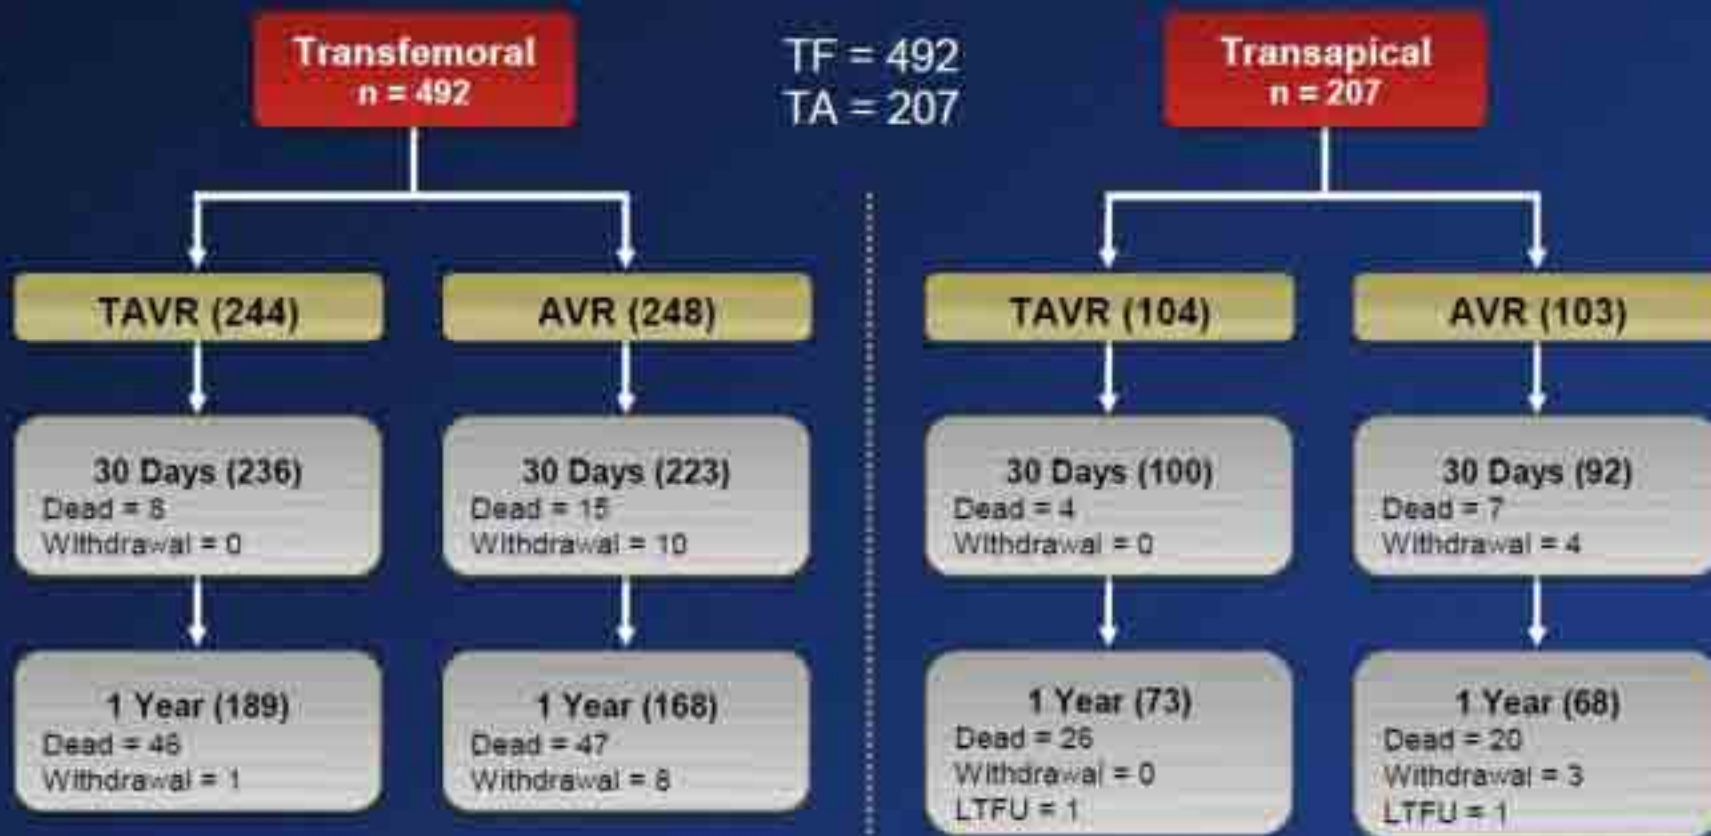 Transfemoral
n = 492
TF = 492
TA = 207
Transapical
n = 207
TAVR (244)
AVR (248)
TAVR (104)
AVR (103)
30 Days (236)
Dead = 8
Withdrawal = 0
30 Days (223)
Dead = 15
Withdrawal = 10
30 Days (100)
Dead = 4
Withdrawal = 0
30 Days (92)
Dead = 7
Withdrawal = 4
1 Year (189)
Dead = 46
Withdrawal = 1
1 Year (168)
Dead = 47
Withdrawal = 8
1 Year (73)
Dead = 26
Withdrawal = 0
LTFU = 1
1 Year (68)
Dead = 20
Withdrawal = 3
LTFU = 1